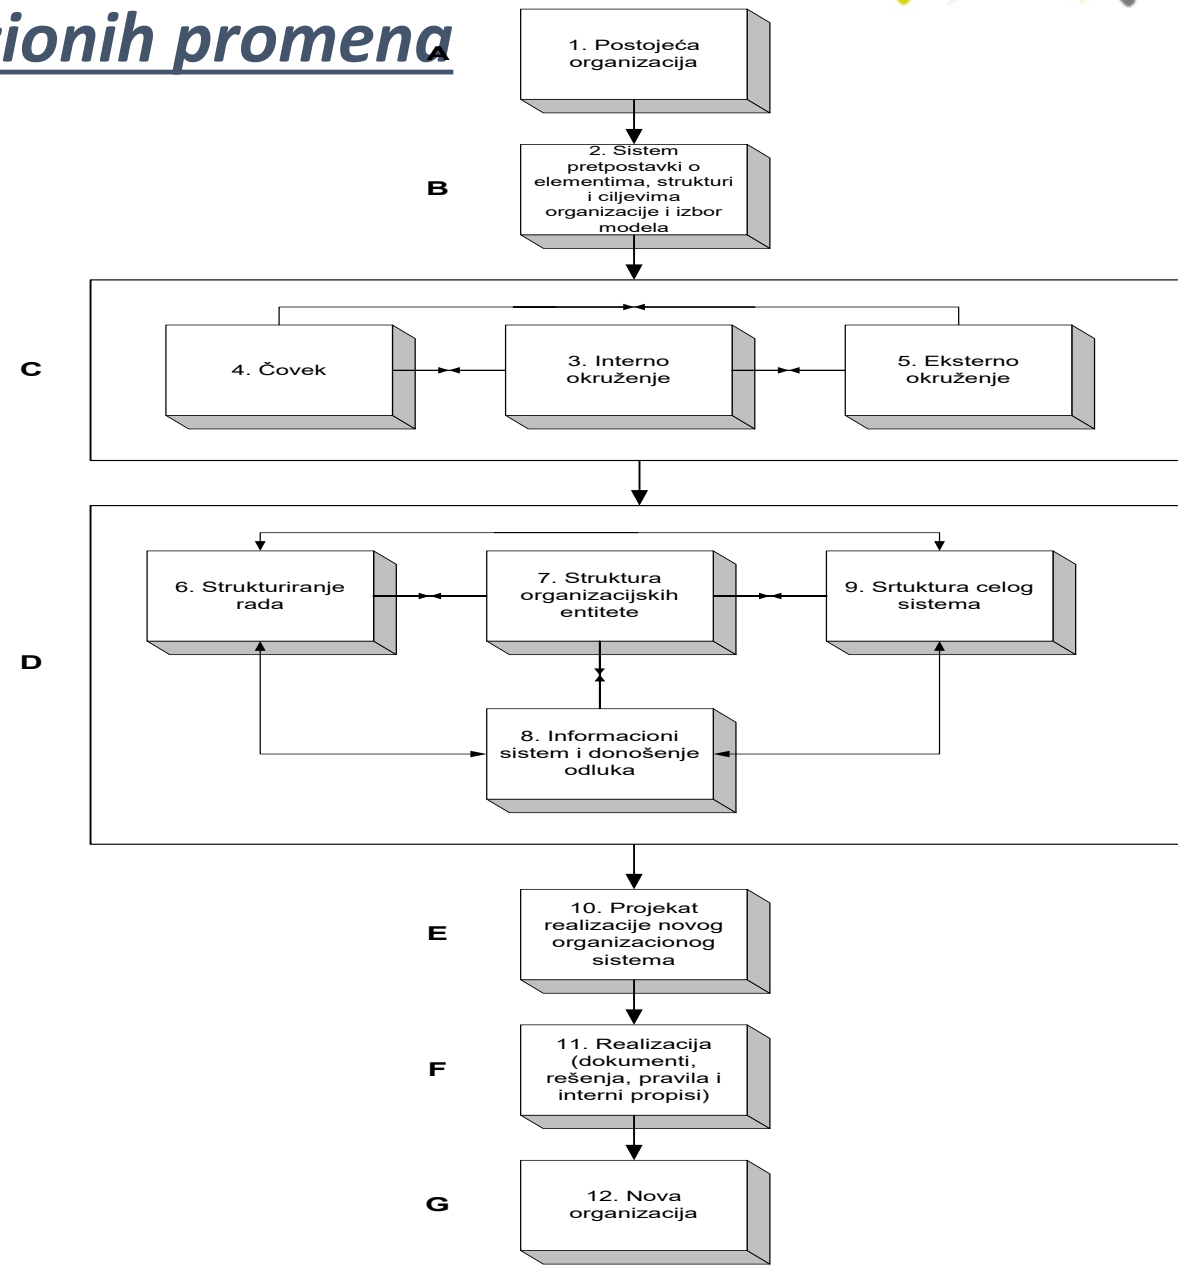 cionih promena
A
1. Postojeća
organizacija
B
2. Sistem
pretpostavki o
elementima, strukturi
i ciljevima
organizacije i izbor
modela
C
4. Čovek
3. Interno
okruženje
5. Eksterno
okruženje
D
6. Strukturiranje
rada
7. Struktura
organizacijskih
entitete
9. Srtuktura celog
sistema
8. Informacioni
sistem i donošenje
odluka
E
10. Projekat
realizacije novog
organizacionog
sistema
F
11. Realizacija
(dokumenti,
rešenja, pravila i
interni propisi)
G
12. Nova
organizacija